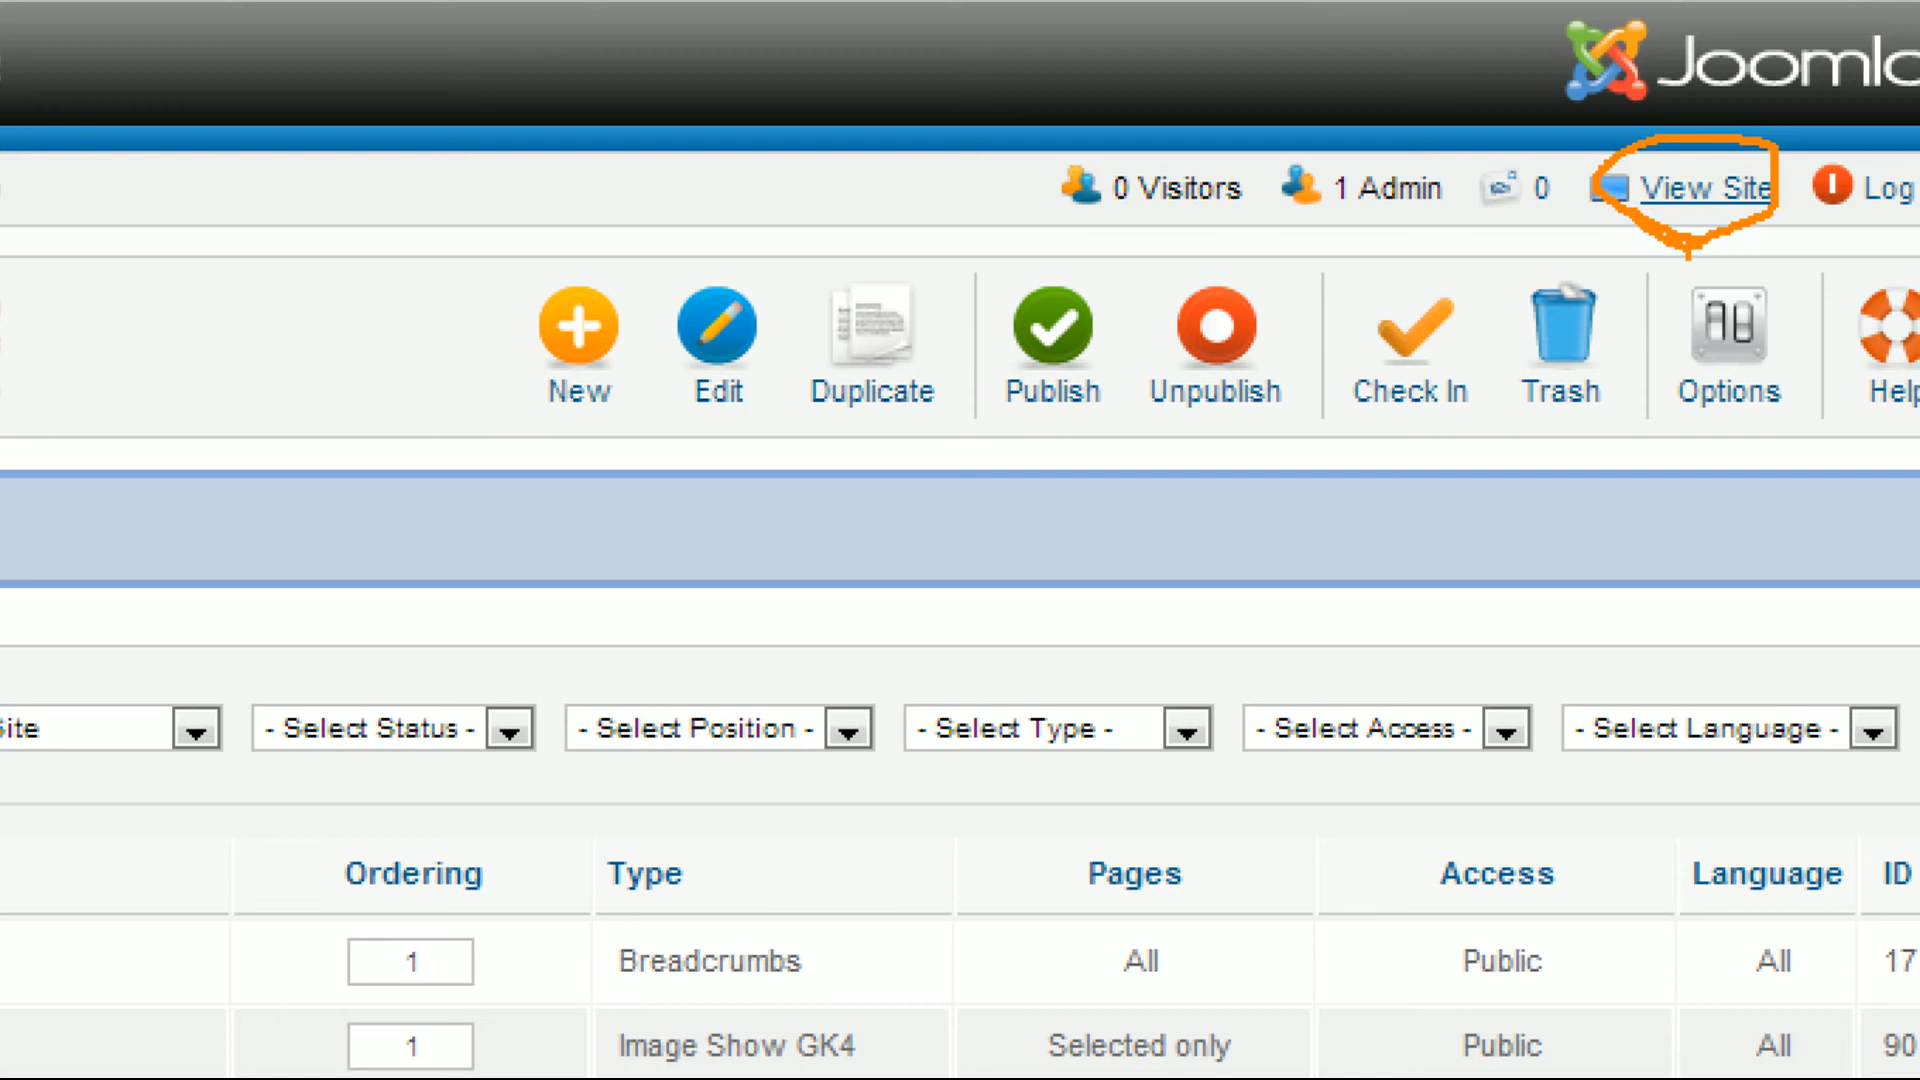 Joomla
0 Visitors 1 Admin 0 View Site Log
New Edit Duplicate Publish Unpublish Check In Trash Options Help
Site - Select Status - - Select Position - - Select Type - - Select Access - - Select Language -
Ordering Type Pages Access Language ID
1 Breadcrumbs All Public All 17
1 Image Show GK4 Selected only Public All 90